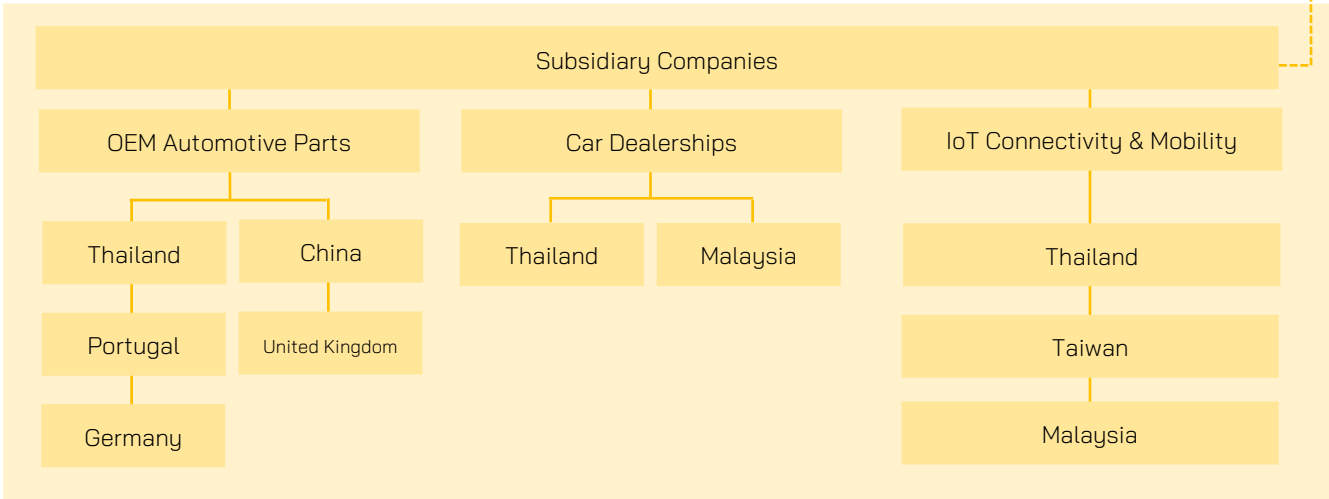 Subsidiary Companies
OEM Automotive Parts
Car Dealerships
IoT Connectivity & Mobility
Thailand
China
Thailand
Malaysia
Thailand
Portugal
United Kingdom
Taiwan
Germany
Malaysia